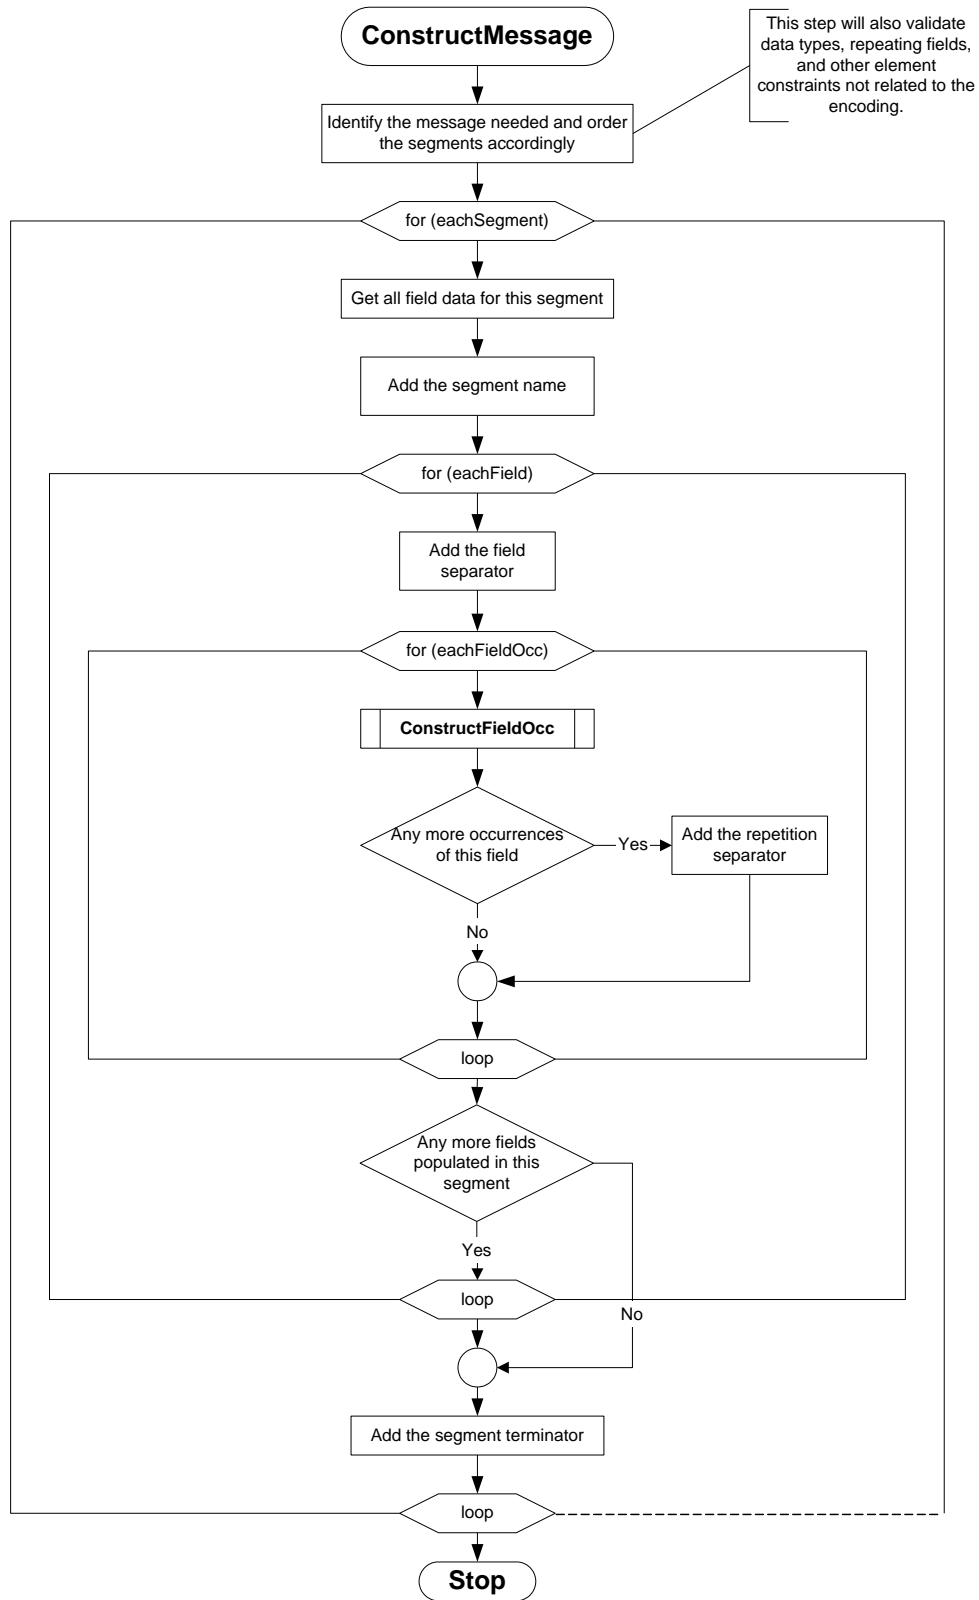 ConstructMessage
This step will also validate
data types, repeating fields,
and other element
constraints not related to the
encoding.
Identify the message needed and order
the segments accordingly
for (eachSegment)
Get all field data for this segment
Add the segment name
for (eachField)
Add the field
separator
for (eachFieldOcc)
ConstructFieldOcc
Any more occurrences
of this field
Yes
Add the repetition
separator
No
loop
Any more fields
populated in this
segment
Yes
loop
No
Add the segment terminator
loop
Stop